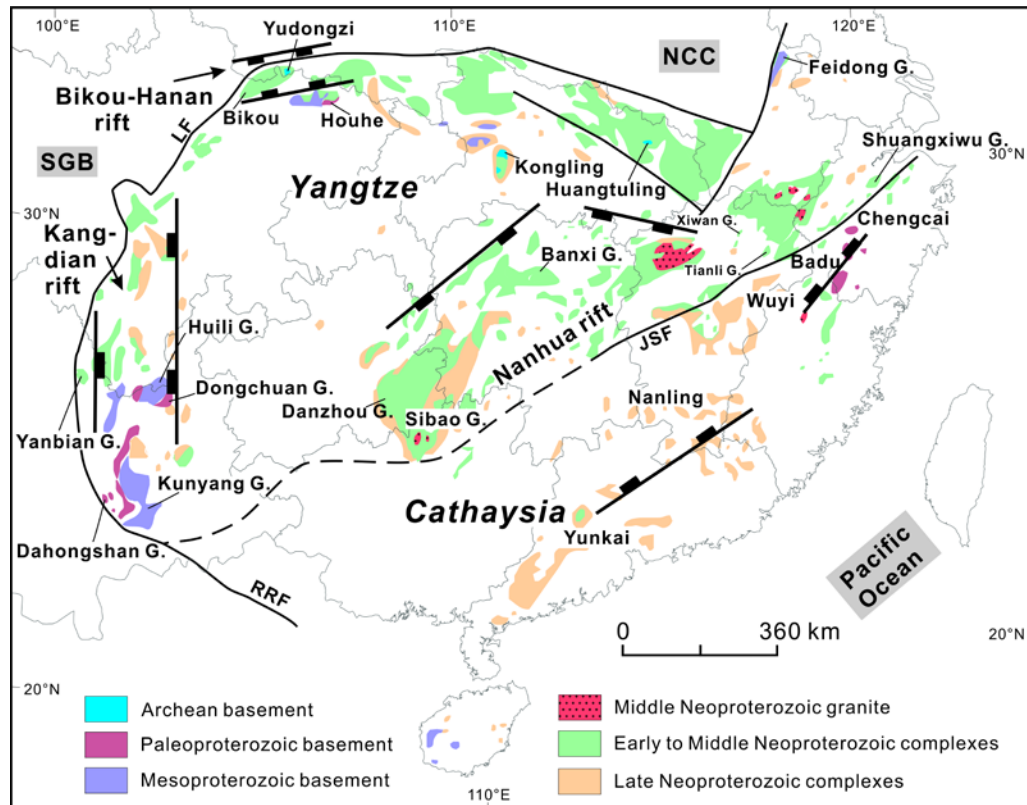 100°E
110°E
120°E
Yudongzi
NCC
Feidong G.
Bikou-Hanan
rift
Bikou
Houhe
LF
Shuangxiwu G.
SGB
Kongling
Huangtuling
30°N
Yangtze
30°N
Xiwan G.
Chengcai
Kang-
dian
rift
Banxi G.
Tianli G.
Badu
Wuyi
Huili G.
Nanhua rift
JSF
Dongchuan G.
Danzhou G.
Sibao G.
Nanling
Yanbian G.
Kunyang G.
Cathaysia
Yunkai
Dahongshan G.
Pacific
Ocean
RRF
0
360 km
20°N
20°N
Archean basement
Middle Neoproterozoic granite
Paleoproterozoic basement
Early to Middle Neoproterozoic complexes
Mesoproterozoic basement
Late Neoproterozoic complexes
110°E